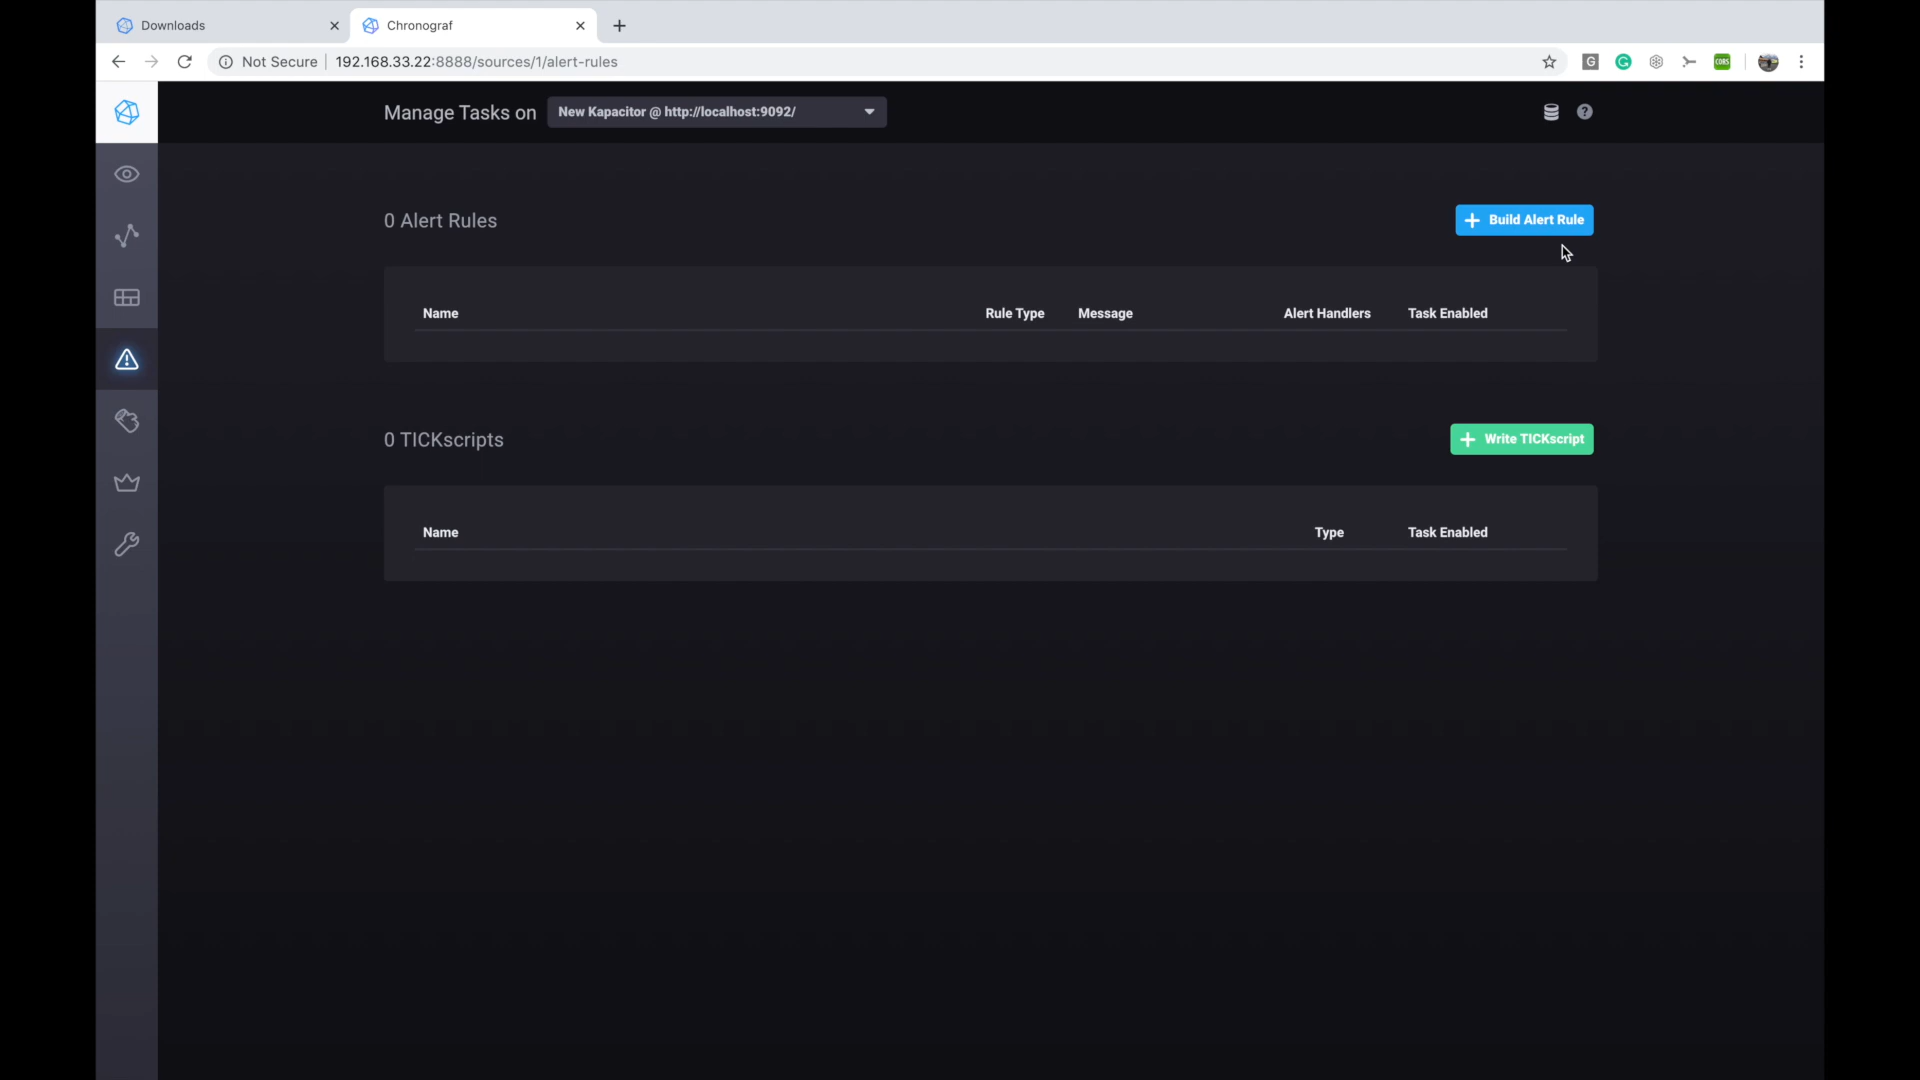 Downloads
Chronograf
Not Secure 192.168.33.22:8888/sources/1/alert-rules
G
G
CORS
Manage Tasks on New Kapacitor @ http://localhost:9092/
?
0 Alert Rules
+ Build Alert Rule
Name Rule Type Message Alert Handlers Task Enabled
0 TICKscripts
+ Write TICKscript
Name Type Task Enabled